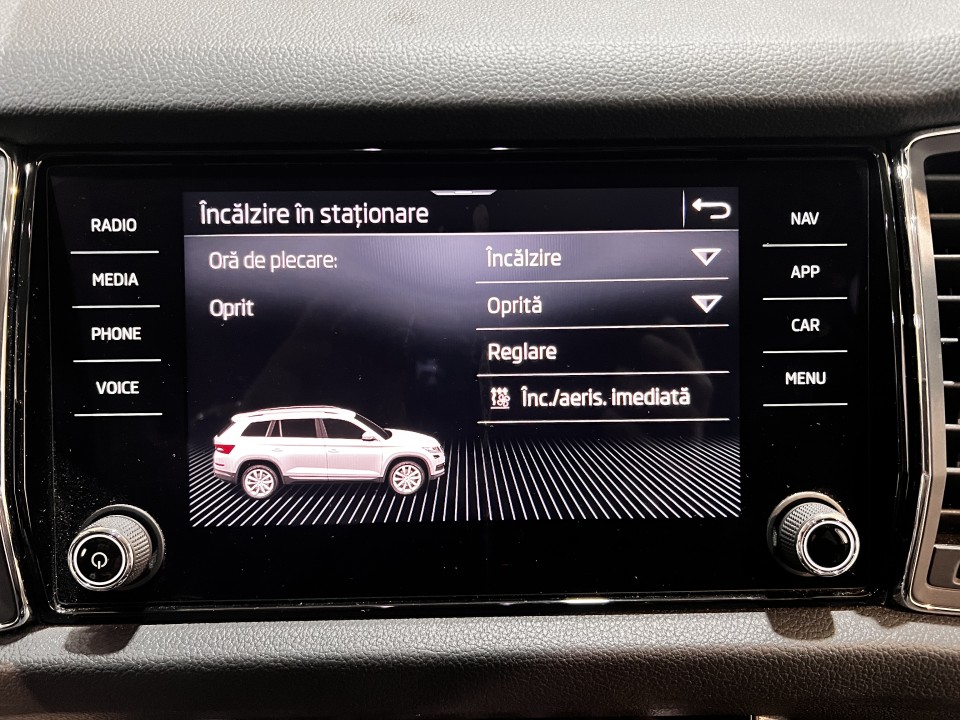 Încălzire în staționare
Oră de plecare:
Oprit
Încălzire
Oprită
Reglare
Înc./aeris. imediată
RADIO
MEDIA
PHONE
VOICE
NAV
APP
CAR
MENU